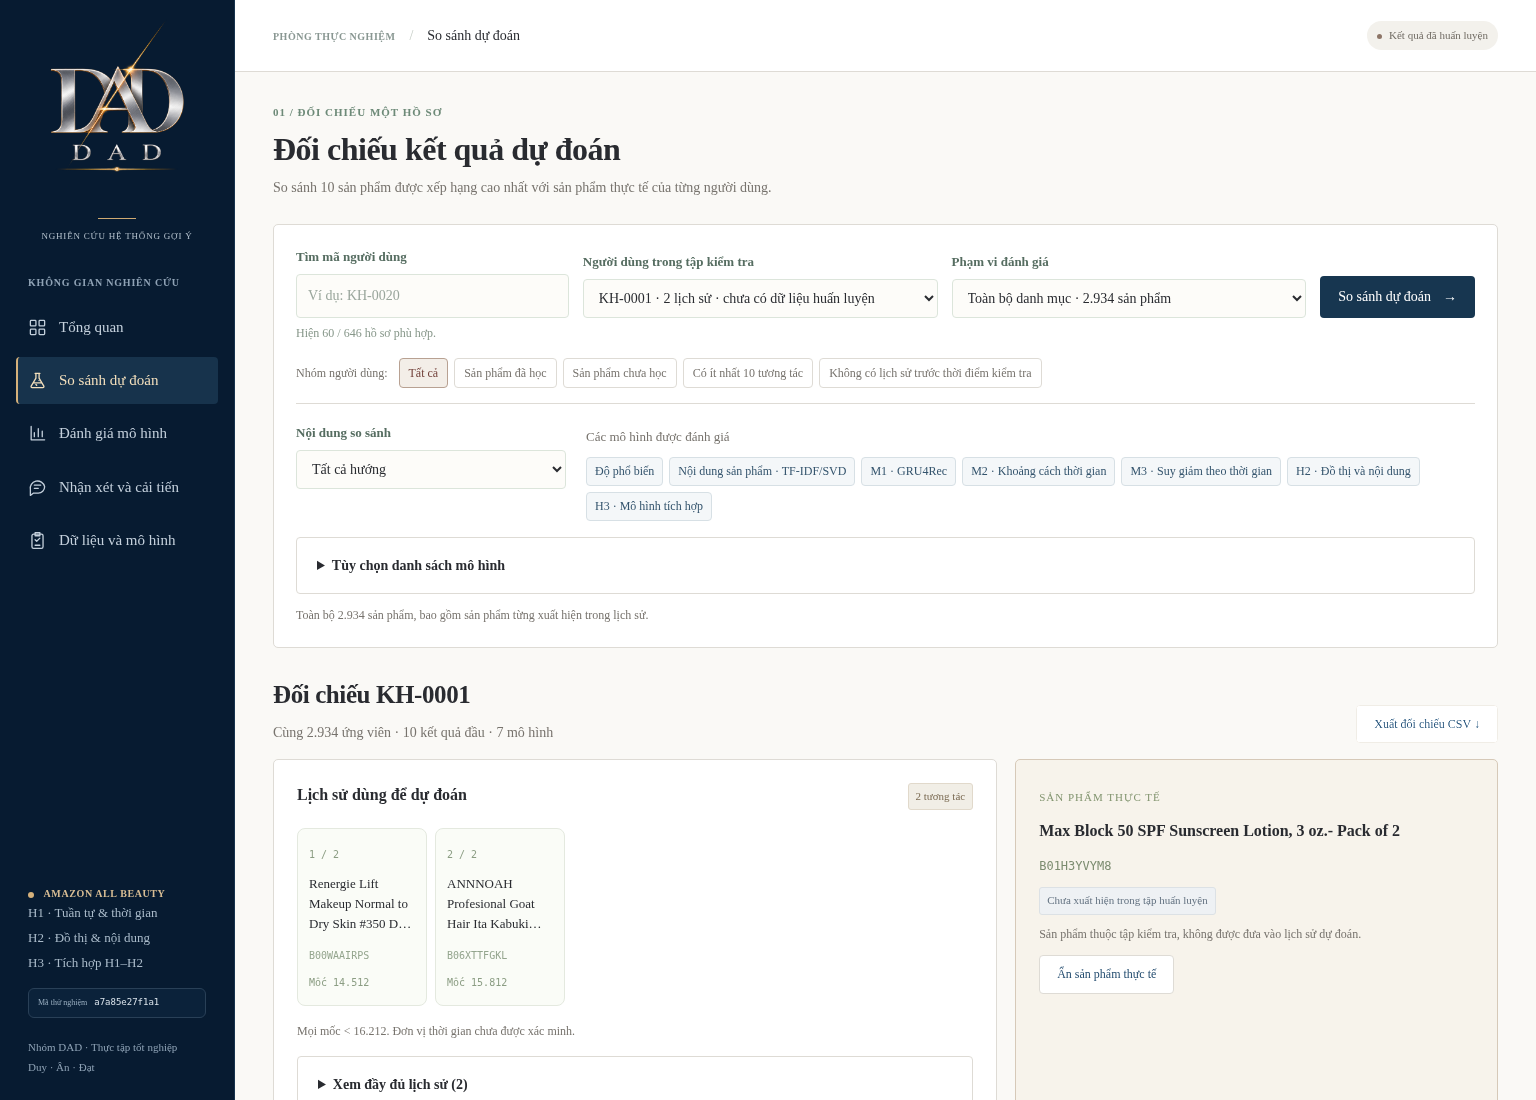 DAD
DAD
NGHIÊN CỨU HỆ THỐNG GỢI Ý
KHÔNG GIAN NGHIÊN CỨU
Tổng quan
So sánh dự đoán
Đánh giá mô hình
Nhận xét và cải tiến
Dữ liệu và mô hình
AMAZON ALL BEAUTY
H1 · Tuần tự & thời gian
H2 · Đồ thị & nội dung
H3 · Tích hợp H1–H2
Mã thử nghiệm a7a85e27f1a1
Nhóm DAD · Thực tập tốt nghiệp
Duy · Ân · Đạt
PHÒNG THỰC NGHIỆM / So sánh dự đoán
Kết quả đã huấn luyện
01 / ĐỐI CHIẾU MỘT HỒ SƠ
Đối chiếu kết quả dự đoán
So sánh 10 sản phẩm được xếp hạng cao nhất với sản phẩm thực tế của từng người dùng.
Tìm mã người dùng
Ví dụ: KH-0020
Hiện 60 / 646 hồ sơ phù hợp.
Người dùng trong tập kiểm tra
KH-0001 · 2 lịch sử · chưa có dữ liệu huấn luyện
Phạm vi đánh giá
Toàn bộ danh mục · 2.934 sản phẩm
So sánh dự đoán →
Nhóm người dùng: Tất cả Sản phẩm đã học Sản phẩm chưa học Có ít nhất 10 tương tác Không có lịch sử trước thời điểm kiểm tra
Nội dung so sánh
Tất cả hướng
Các mô hình được đánh giá
Độ phổ biến Nội dung sản phẩm · TF-IDF/SVD M1 · GRU4Rec M2 · Khoảng cách thời gian M3 · Suy giảm theo thời gian H2 · Đồ thị và nội dung
H3 · Mô hình tích hợp
▶ Tùy chọn danh sách mô hình
Toàn bộ 2.934 sản phẩm, bao gồm sản phẩm từng xuất hiện trong lịch sử.
Đối chiếu KH-0001
Cùng 2.934 ứng viên · 10 kết quả đầu · 7 mô hình
Xuất đối chiếu CSV ↓
Lịch sử dùng để dự đoán
2 tương tác
1 / 2
Renergie Lift
Makeup Normal to
Dry Skin #350 D…
B00WAAIRPS
Mốc 14.512
2 / 2
ANNNOAH
Profesional Goat
Hair Ita Kabuki…
B06XTTFGKL
Mốc 15.812
Mọi mốc < 16.212. Đơn vị thời gian chưa được xác minh.
▶ Xem đầy đủ lịch sử (2)
SẢN PHẨM THỰC TẾ
Max Block 50 SPF Sunscreen Lotion, 3 oz.- Pack of 2
B01H3YVYM8
Chưa xuất hiện trong tập huấn luyện
Sản phẩm thuộc tập kiểm tra, không được đưa vào lịch sử dự đoán.
Ẩn sản phẩm thực tế